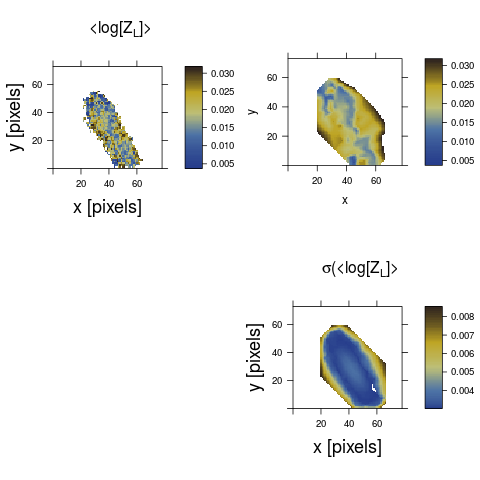 <log[Z_L]>
60
40
20
20 40 60
y [pixels]
x [pixels]
0.030
0.025
0.020
0.015
0.010
0.005
60
40
20
20 40 60
y
x
0.030
0.025
0.020
0.015
0.010
0.005
σ(<log[Z_L]>
60
40
20
20 40 60
y [pixels]
x [pixels]
0.008
0.007
0.006
0.005
0.004